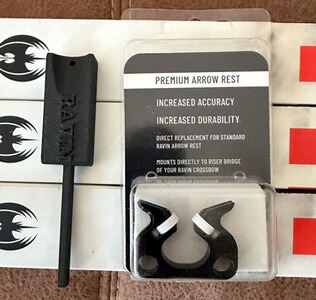 RAVIN
PREMIUM ARROW REST
INCREASED ACCURACY
INCREASED DURABILITY
DIRECT REPLACEMENT FOR STANDARD
RAVIN ARROW REST
MOUNTS DIRECTLY TO RISER BRIDGE
OF YOUR RAVIN CROSSBOW